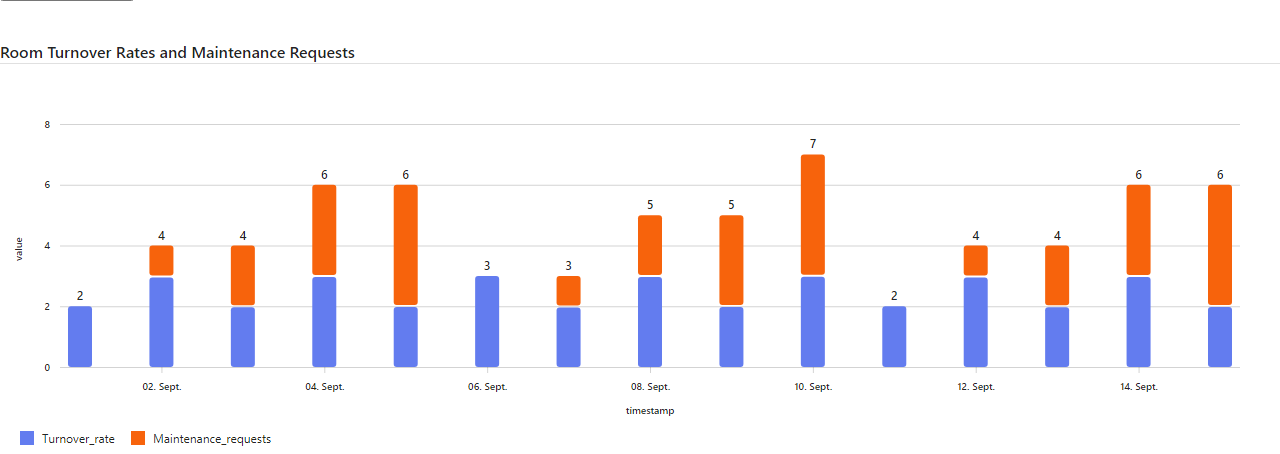 Room Turnover Rates and Maintenance Requests
8
7
6 6 6 6
6
5 5
value
4 4 4 4
4
3 3
2 2
2
0
02. Sept. 04. Sept. 06. Sept. 08. Sept. 10. Sept. 12. Sept. 14. Sept.
timestamp
Turnover_rate Maintenance_requests